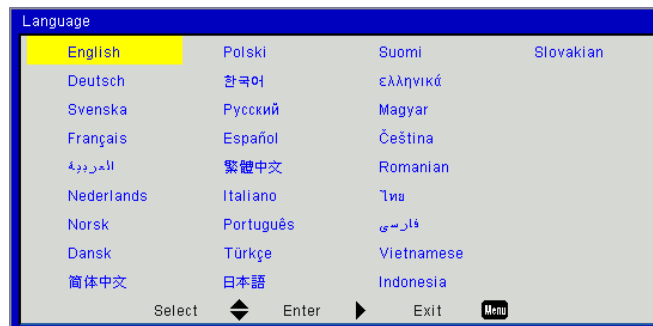 Language
English Polski Suomi Slovakian
Deutsch 한국어 ελληνικά
Svenska Русский Magyar
Français Español Čeština
العربية 繁體中文 Romanian
Nederlands Italiano ไทย
Norsk Português فارسی
Dansk Türkçe Vietnamese
简体中文 日本語 Indonesia
Select Enter Exit Menu